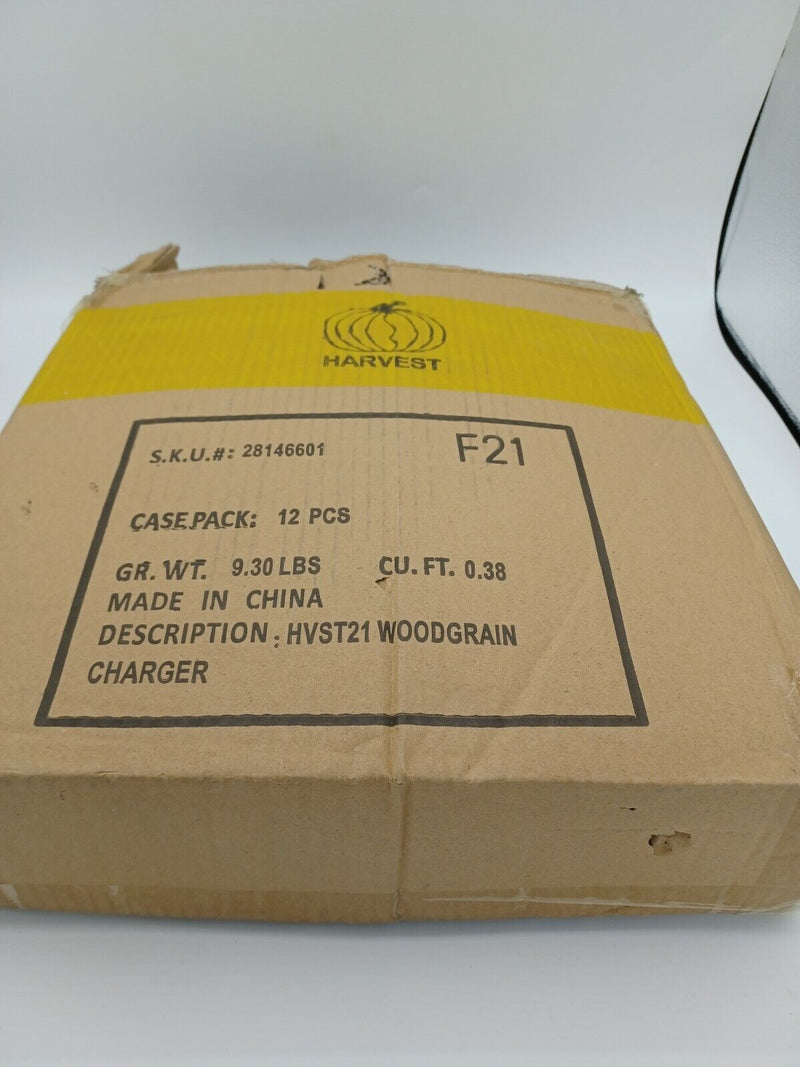 HARVEST
S.K.U.#: 28146601 F21
CASE PACK: 12 PCS
GR. WT. 9.30 LBS CU. FT. 0.38
MADE IN CHINA
DESCRIPTION: HVST21 WOODGRAIN
CHARGER